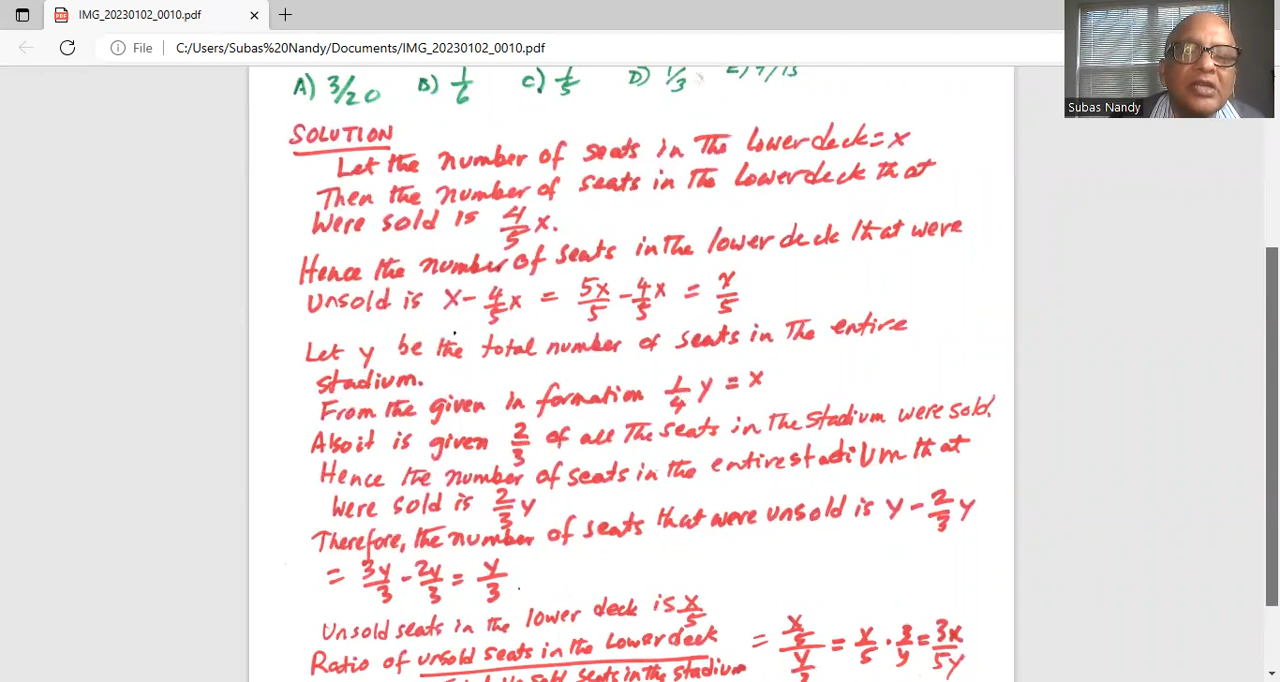 IMG_20230102_0010.pdf
File C:/Users/Subas%20Nandy/Documents/IMG_20230102_0010.pdf
Subas Nandy
A) 3/20 B) 1/6 C) 1/5 D) 1/3
SOLUTION
Let the number of seats in The lowerdeck = x
Then the number of seats in The Lowerdeck that
Were sold is 4/5 x.
Hence the number of seats in the lower deck that were
Unsold is x - 4/5 x = 5x/5 - 4/5 x = x/5
Let y be the total number of seats in The entire
stadium.
From the given in formation 1/4 y = x
Also it is given 2/3 of all The seats in The stadium were sold.
Hence the number of seats in the entire stadium that
Were sold is 2/3 y
Therefore, the number of seats that were unsold is y - 2/3 y
= 3y/3 - 2y/3 = y/3
Unsold seats in the lower deck is x/5
Ratio of unsold seats in the Lowerdeck = x/5 / y/3 = x/5 · 3/y = 3x/5y
seats in the stadium